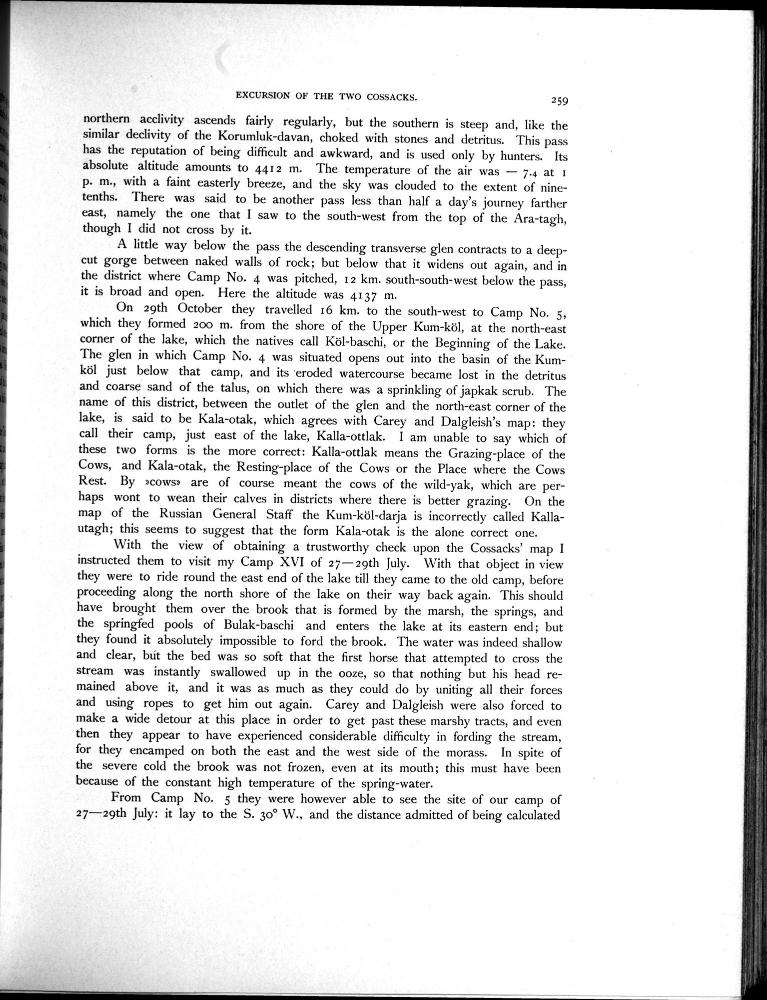 EXCURSION OF THE TWO COSSACKS. 259
northern acclivity ascends fairly regularly, but the southern is steep and, like the
similar declivity of the Korumluk-davan, choked with stones and detritus. This pass
has the reputation of being difficult and awkward, and is used only by hunters. Its
absolute altitude amounts to 4412 m. The temperature of the air was — 7.4 at 1
p. m., with a faint easterly breeze, and the sky was clouded to the extent of nine-
tenths. There was said to be another pass less than half a day's journey farther
east, namely the one that I saw to the south-west from the top of the Ara-tagh,
though I did not cross by it.
A little way below the pass the descending transverse glen contracts to a deep-
cut gorge between naked walls of rock; but below that it widens out again, and in
the district where Camp No. 4 was pitched, 12 km. south-south-west below the pass,
it is broad and open. Here the altitude was 4137 m.
On 29th October they travelled 16 km. to the south-west to Camp No. 5,
which they formed 200 m. from the shore of the Upper Kum-köl, at the north-east
corner of the lake, which the natives call Köl-baschi, or the Beginning of the Lake.
The glen in which Camp No. 4 was situated opens out into the basin of the Kum-
köl just below that camp, and its eroded watercourse became lost in the detritus
and coarse sand of the talus, on which there was a sprinkling of japkak scrub. The
name of this district, between the outlet of the glen and the north-east corner of the
lake, is said to be Kala-otak, which agrees with Carey and Dalgleish's map: they
call their camp, just east of the lake, Kalla-ottlak. I am unable to say which of
these two forms is the more correct: Kalla-ottlak means the Grazing-place of the
Cows, and Kala-otak, the Resting-place of the Cows or the Place where the Cows
Rest. By »cows» are of course meant the cows of the wild-yak, which are per-
haps wont to wean their calves in districts where there is better grazing. On the
map of the Russian General Staff the Kum-köl-darja is incorrectly called Kalla-
utagh; this seems to suggest that the form Kala-otak is the alone correct one.
With the view of obtaining a trustworthy check upon the Cossacks' map I
instructed them to visit my Camp XVI of 27—29th July. With that object in view
they were to ride round the east end of the lake till they came to the old camp, before
proceeding along the north shore of the lake on their way back again. This should
have brought them over the brook that is formed by the marsh, the springs, and
the springfed pools of Bulak-baschi and enters the lake at its eastern end; but
they found it absolutely impossible to ford the brook. The water was indeed shallow
and clear, but the bed was so soft that the first horse that attempted to cross the
stream was instantly swallowed up in the ooze, so that nothing but his head re-
mained above it, and it was as much as they could do by uniting all their forces
and using ropes to get him out again. Carey and Dalgleish were also forced to
make a wide detour at this place in order to get past these marshy tracts, and even
then they appear to have experienced considerable difficulty in fording the stream,
for they encamped on both the east and the west side of the morass. In spite of
the severe cold the brook was not frozen, even at its mouth; this must have been
because of the constant high temperature of the spring-water.
From Camp No. 5 they were however able to see the site of our camp of
27—29th July: it lay to the S. 30° W., and the distance admitted of being calculated